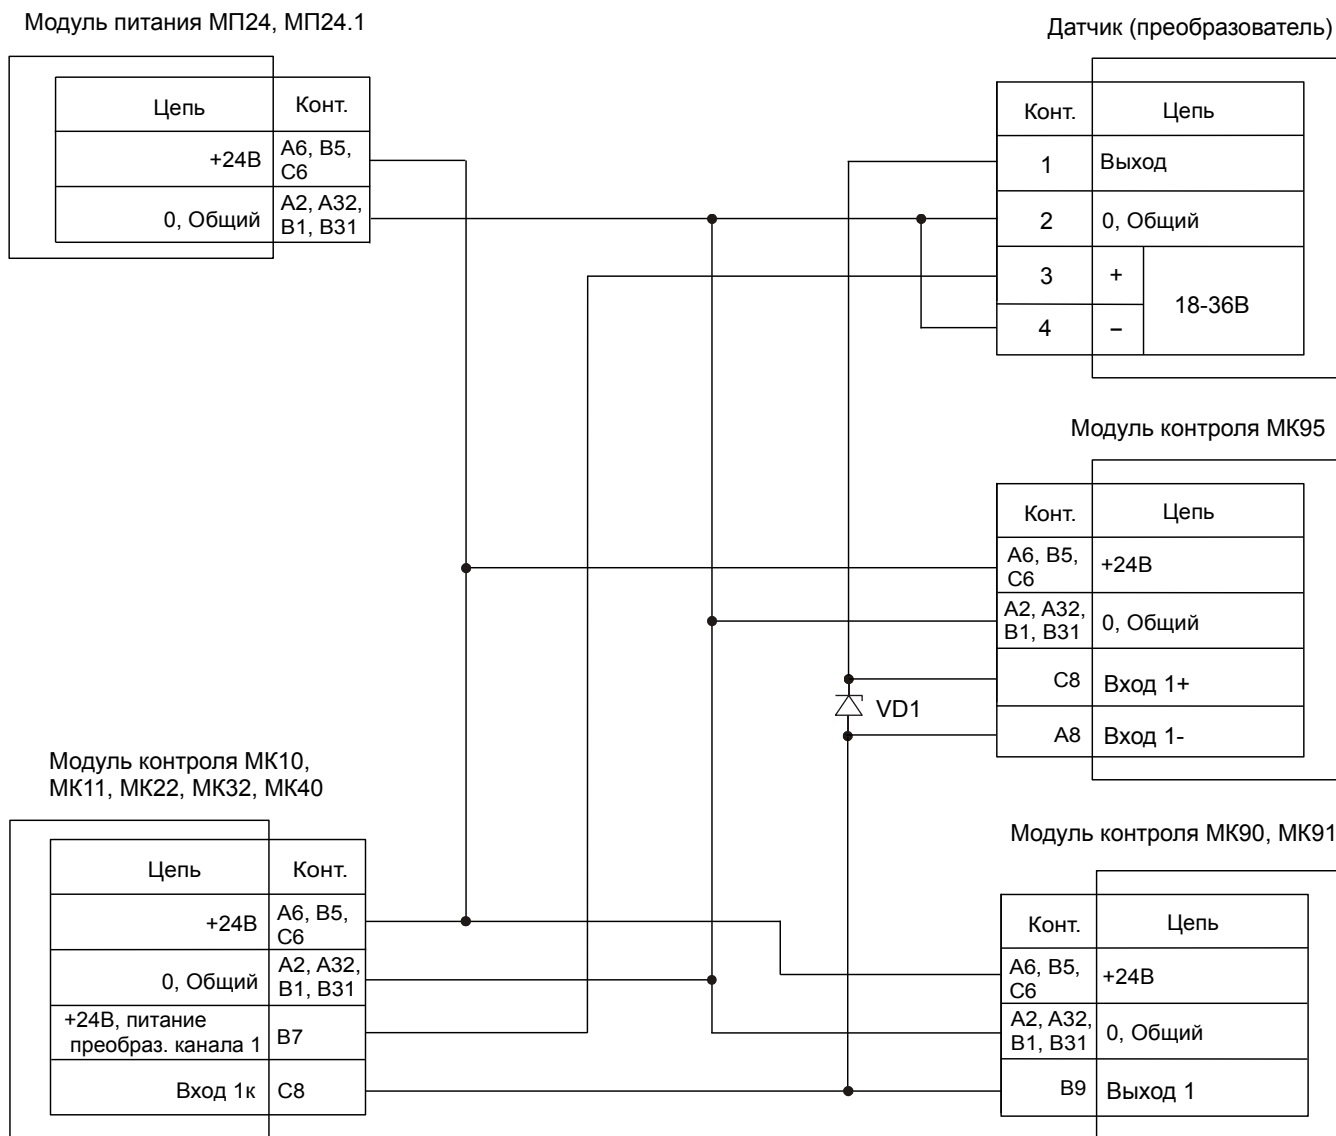 Модуль питания МП24, МП24.1
Цепь Конт.
+24В А6, В5,
С6
0, Общий А2, А32,
В1, В31
Датчик (преобразователь)
Конт. Цепь
1 Выход
2 0, Общий
3 +
18-36В
4 –
Модуль контроля МК95
Конт. Цепь
А6, В5,
С6 +24В
А2, А32,
В1, В31 0, Общий
С8 Вход 1+
А8 Вход 1-
VD1
Модуль контроля МК10,
МК11, МК22, МК32, МК40
Цепь Конт.
+24В А6, В5,
С6
0, Общий А2, А32,
В1, В31
+24В, питание
преобраз. канала 1 В7
Вход 1к С8
Модуль контроля МК90, МК91
Конт. Цепь
А6, В5,
С6 +24В
А2, А32,
В1, В31 0, Общий
В9 Выход 1